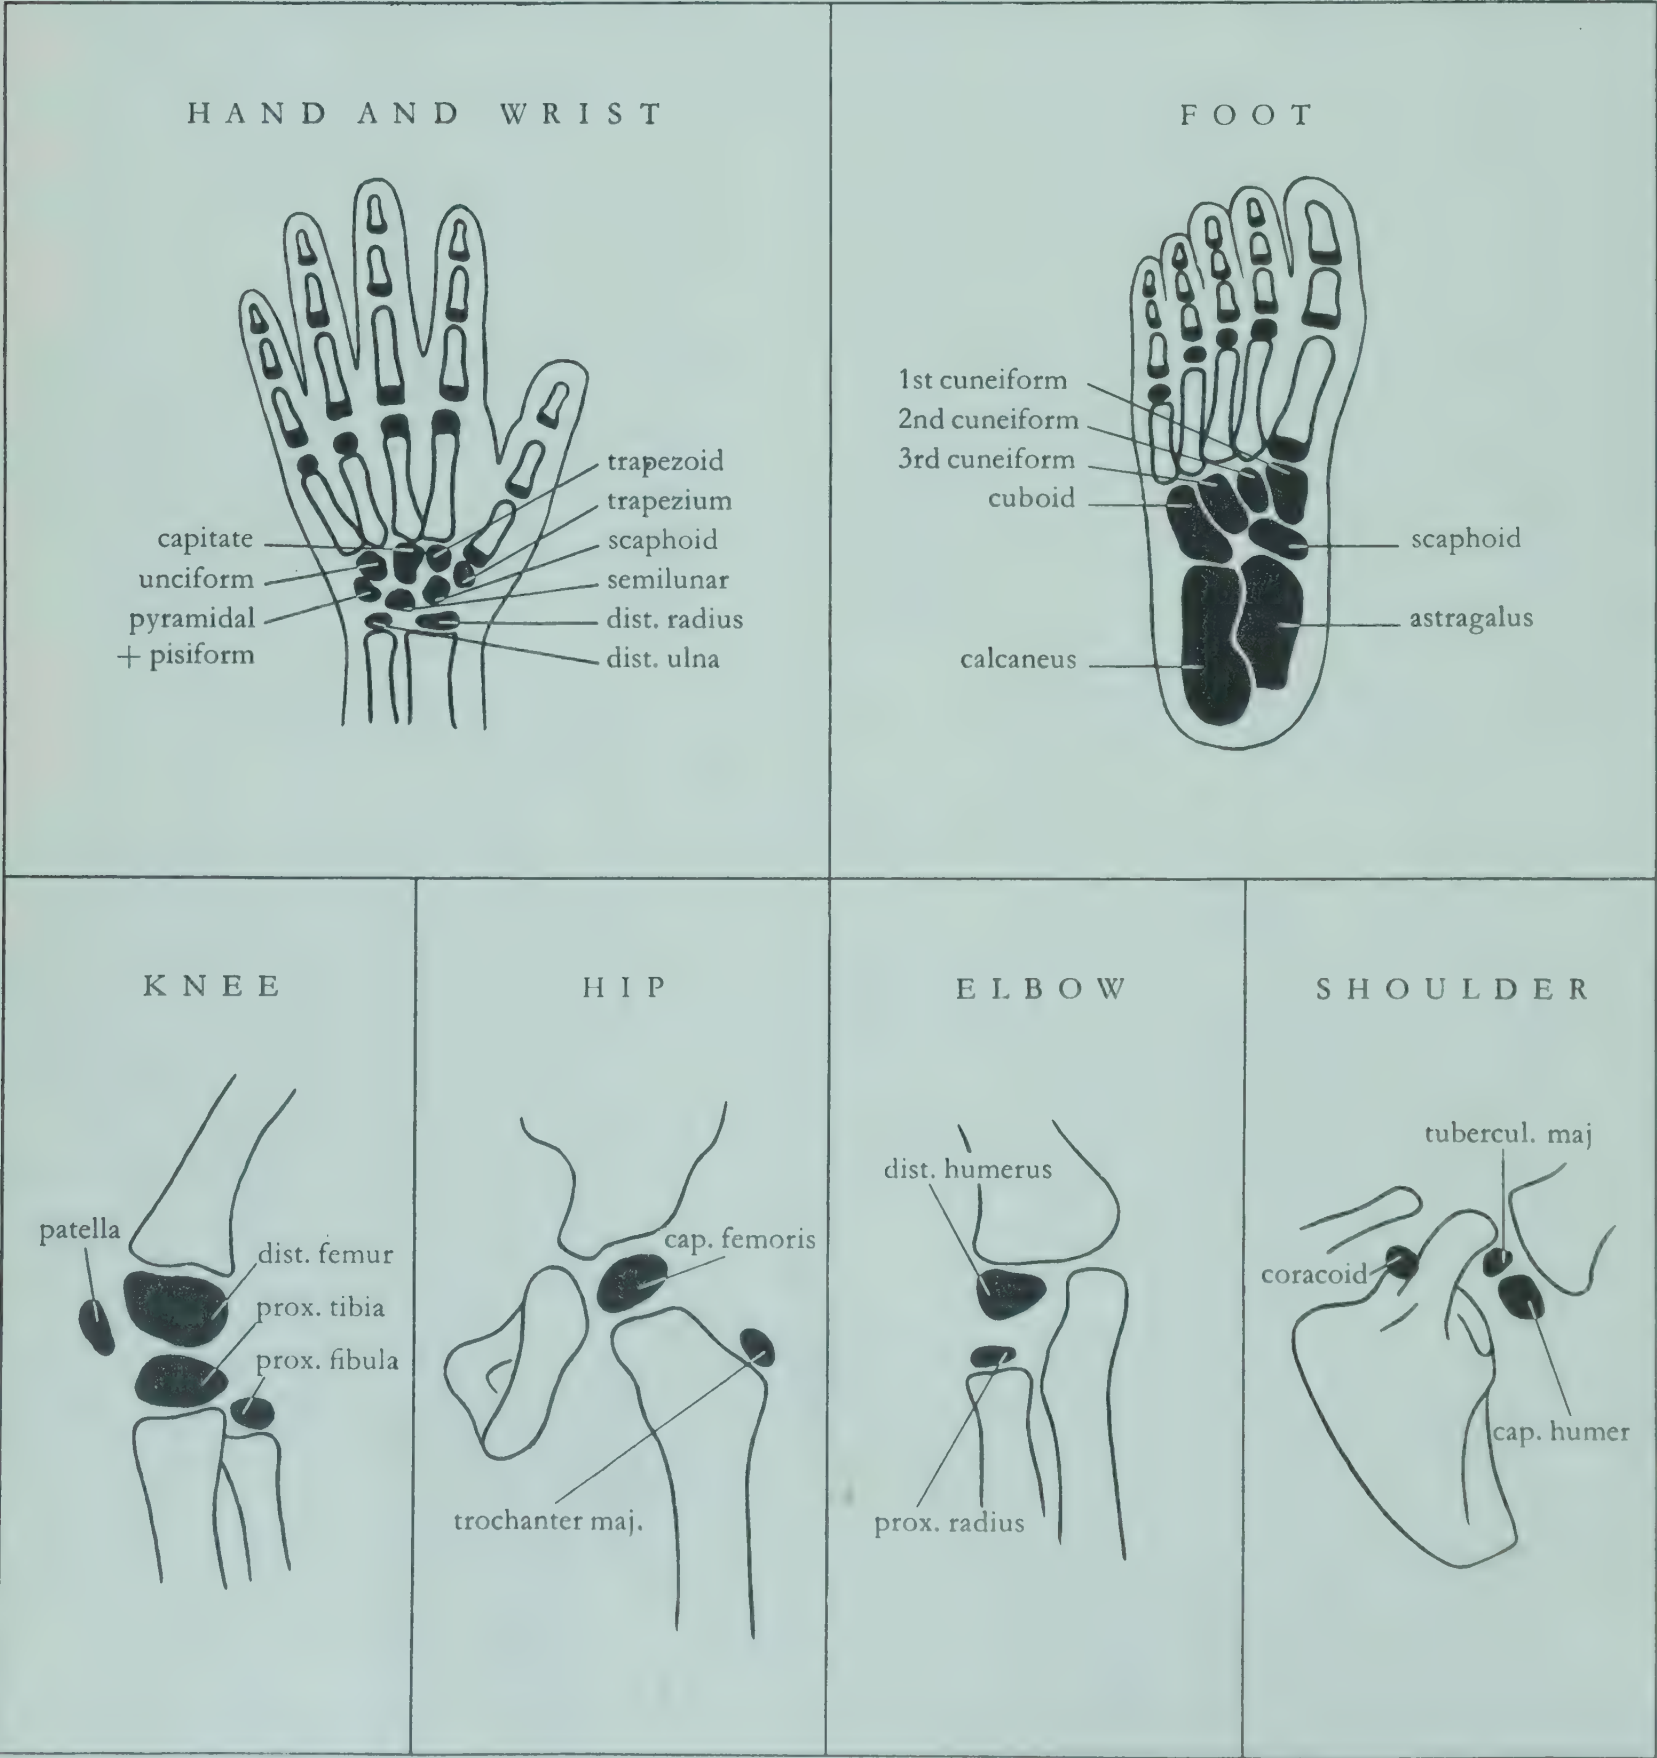 HAND AND WRIST
trapezoid
trapezium
scaphoid
semilunar
dist. radius
dist. ulna
capitate
unciform
pyramidal
+ pisiform
FOOT
1st cuneiform
2nd cuneiform
3rd cuneiform
cuboid
calcaneus
scaphoid
astragalus
KNEE
patella
dist. femur
prox. tibia
prox. fibula
HIP
cap. femoris
trochanter maj.
ELBOW
dist. humerus
prox. radius
SHOULDER
tubercul. maj
coracoid
cap. humer